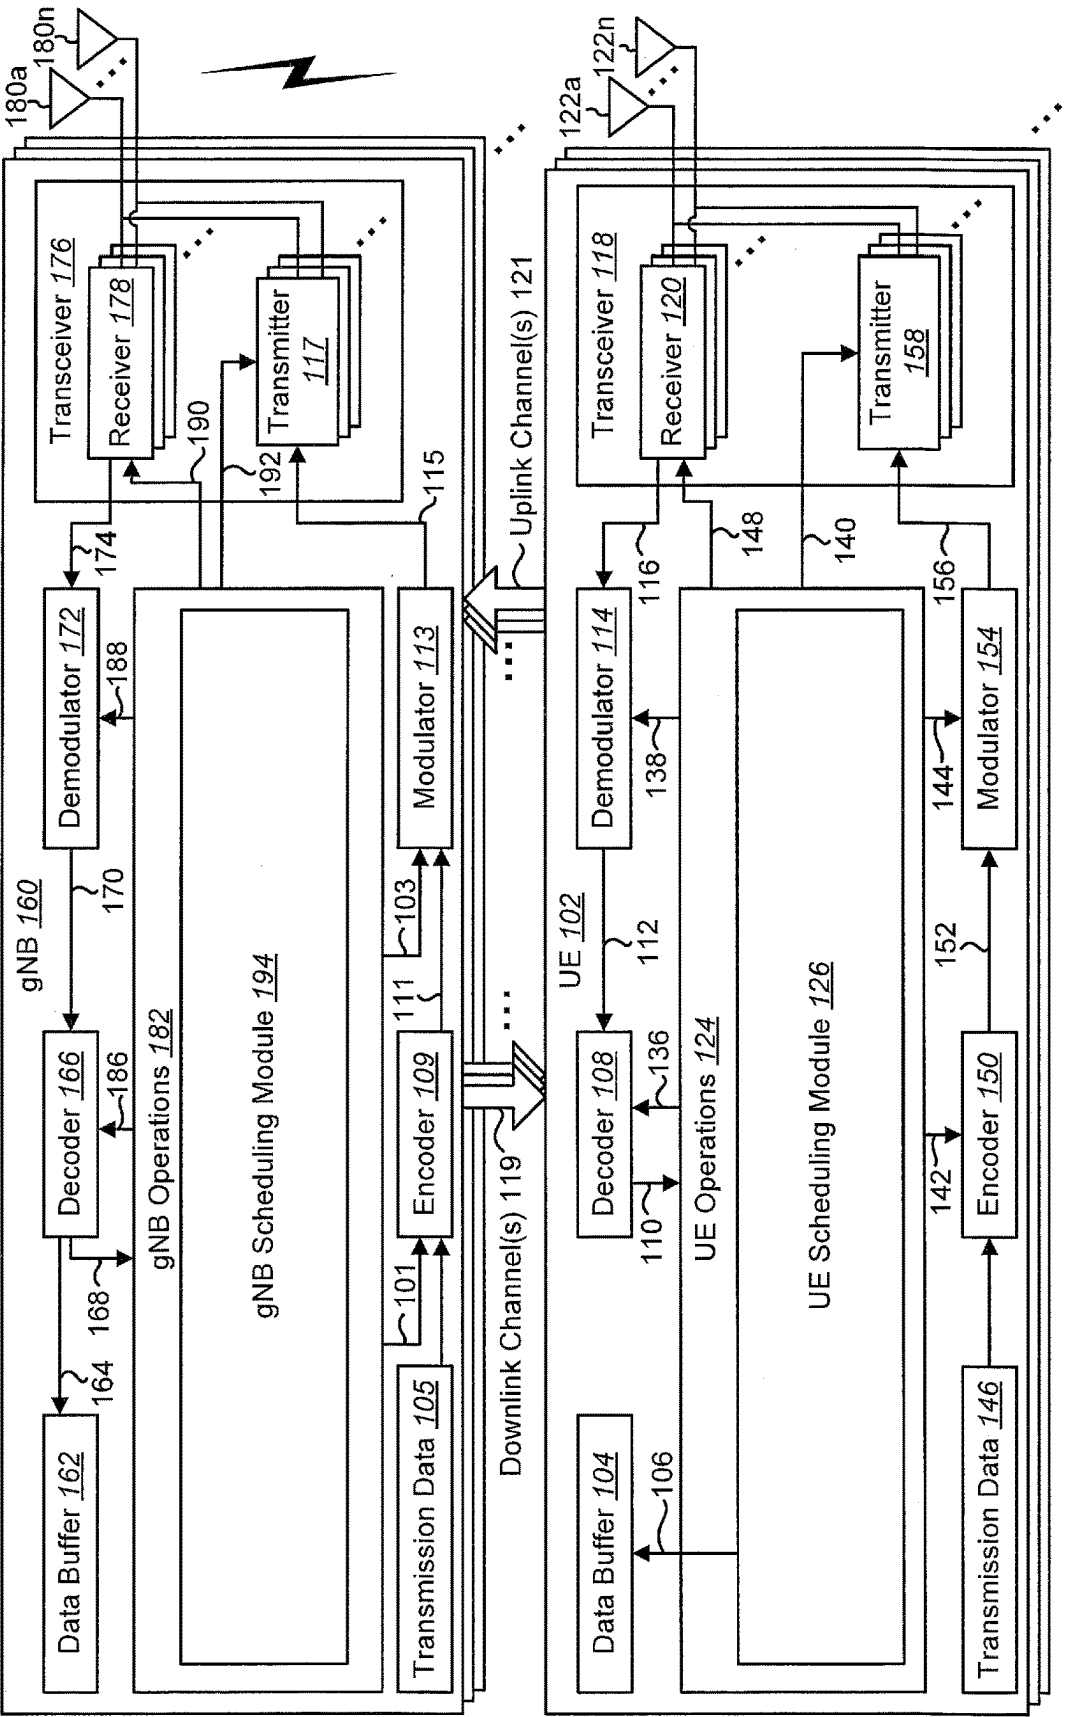 gNB 160
Data Buffer 162
164
Decoder 166
168
186
170
Demodulator 172
188
174
Transceiver 176
Receiver 178
190
180a
180n
gNB Operations 182
gNB Scheduling Module 194
192
Transmitter
117
Transmission Data 105
101
Encoder 109
111
103
Modulator 113
115
Downlink Channel(s) 119
Uplink Channel(s) 121
UE 102
Data Buffer 104
106
Decoder 108
110
136
112
Demodulator 114
138
116
Transceiver 118
Receiver 120
148
122a
122n
UE Operations 124
UE Scheduling Module 126
140
Transmitter
158
Transmission Data 146
142
Encoder 150
152
144
Modulator 154
156